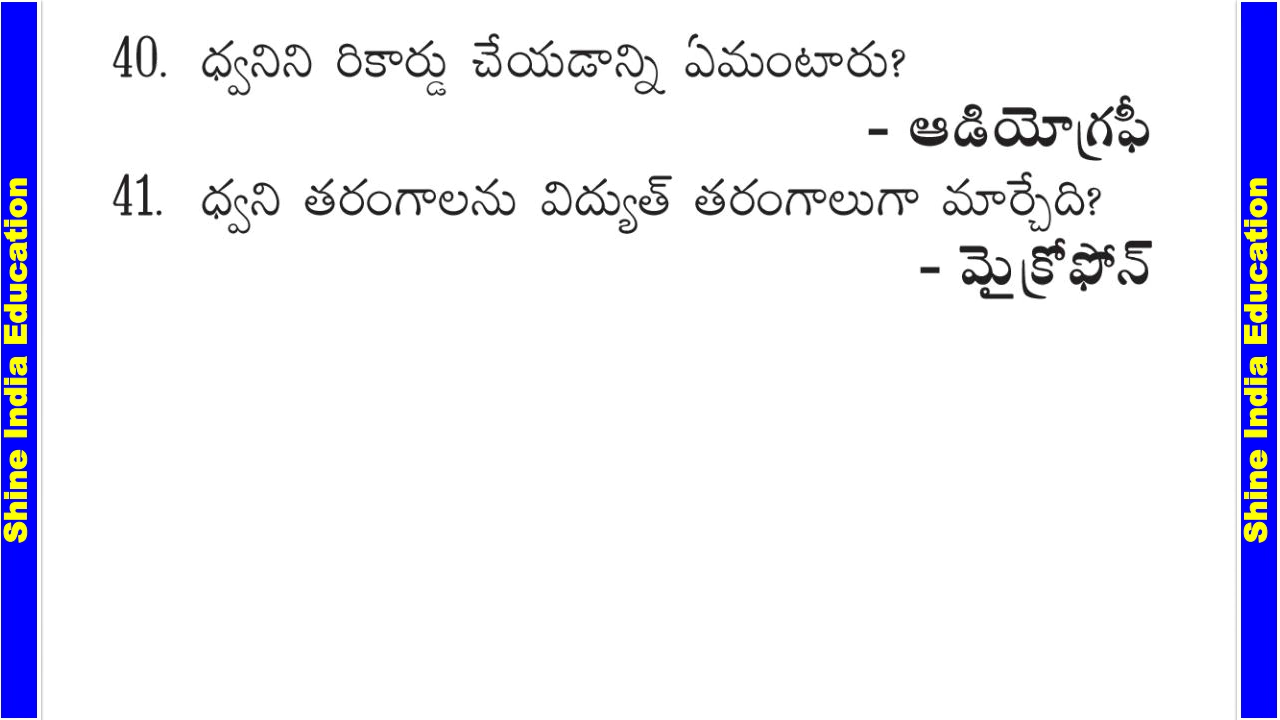 40. ధ్వనిని రికార్డు చేయడాన్ని ఏమంటారు?
- ఆడియోగ్రఫీ
41. ధ్వని తరంగాలను విద్యుత్ తరంగాలుగా మార్చేది?
- మైక్రోఫోన్
Shine India Education
Shine India Education